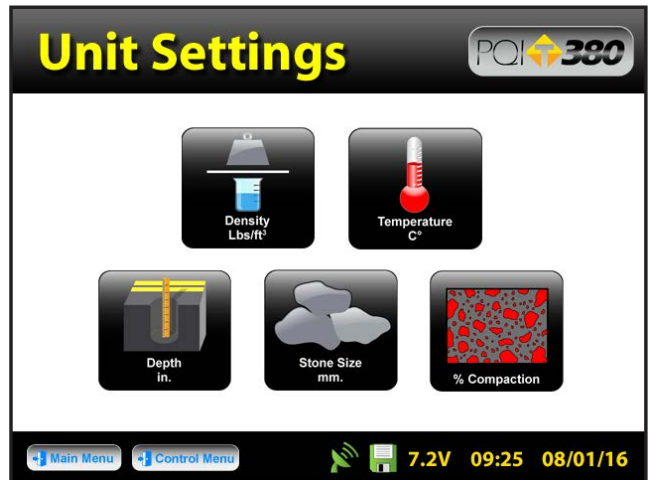 Unit Settings
PQI T 380
Density
Lbs/ft³
Temperature
C°
Depth
in.
Stone Size
mm.
% Compaction
Main Menu
Control Menu
7.2V 09:25 08/01/16